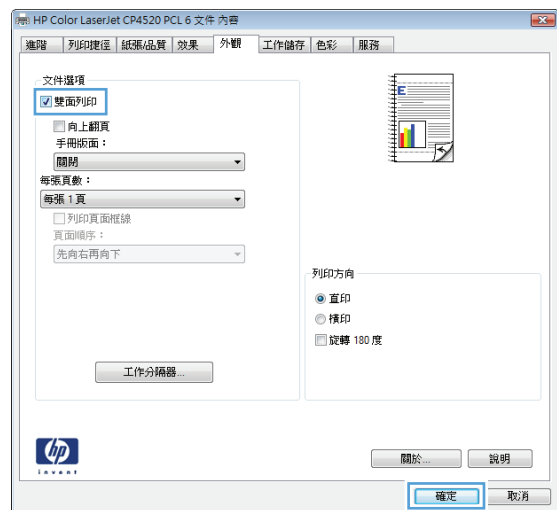 HP Color LaserJet CP4520 PCL 6 文件 內容
進階 列印捷徑 紙張/品質 效果 外觀 工作儲存 色彩 服務
文件選項
雙面列印
向上翻頁
手冊版面：
關閉
每張頁數：
每張 1 頁
列印頁面框線
頁面順序：
先向右再向下
工作分隔器...
E
列印方向
直印
橫印
旋轉 180 度
hp
invent
關於... 說明
確定 取消